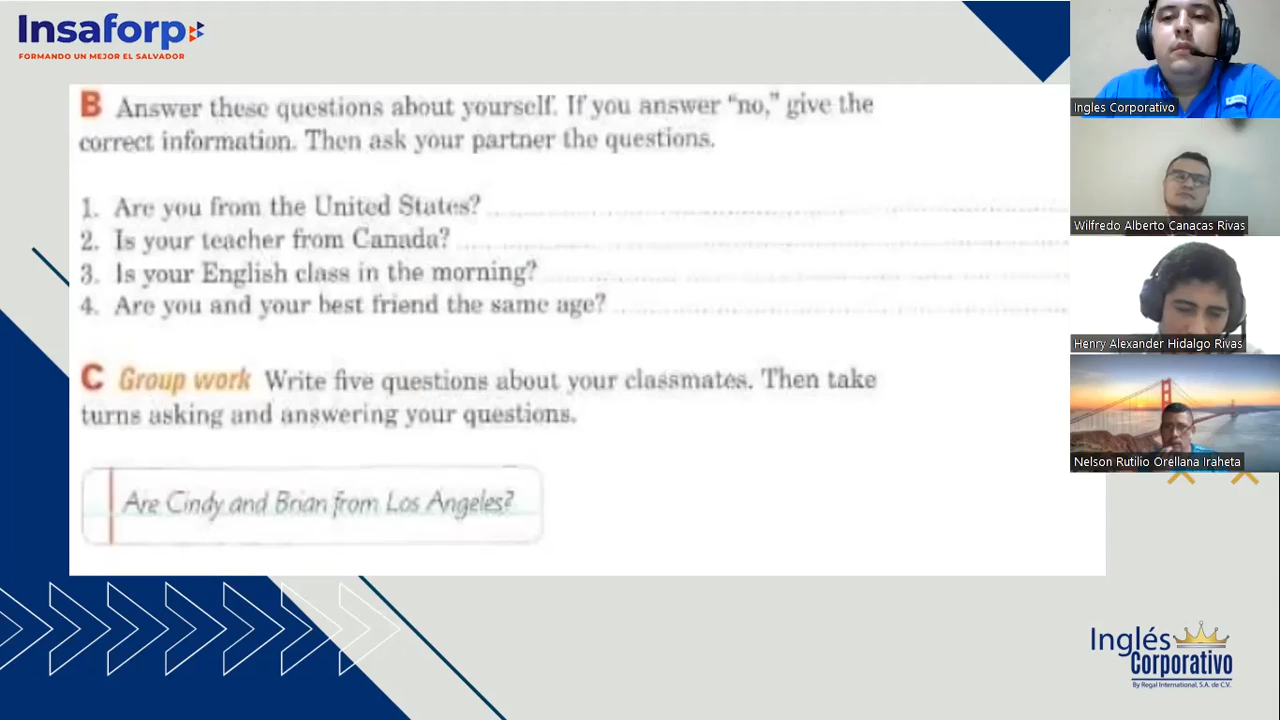 Insaforp
FORMANDO UN MEJOR EL SALVADOR
B Answer these questions about yourself. If you answer “no,” give the
correct information. Then ask your partner the questions.
1. Are you from the United States?
2. Is your teacher from Canada?
3. Is your English class in the morning?
4. Are you and your best friend the same age?
C Group work Write five questions about your classmates. Then take
turns asking and answering your questions.
Are Cindy and Brian from Los Angeles?
Ingles Corporativo
Wilfredo Alberto Canacas Rivas
Henry Alexander Hidalgo Rivas
Nelson Rutilio Orellana Iraheta
Inglés
Corporativo
By Regal International, S.A. de C.V.